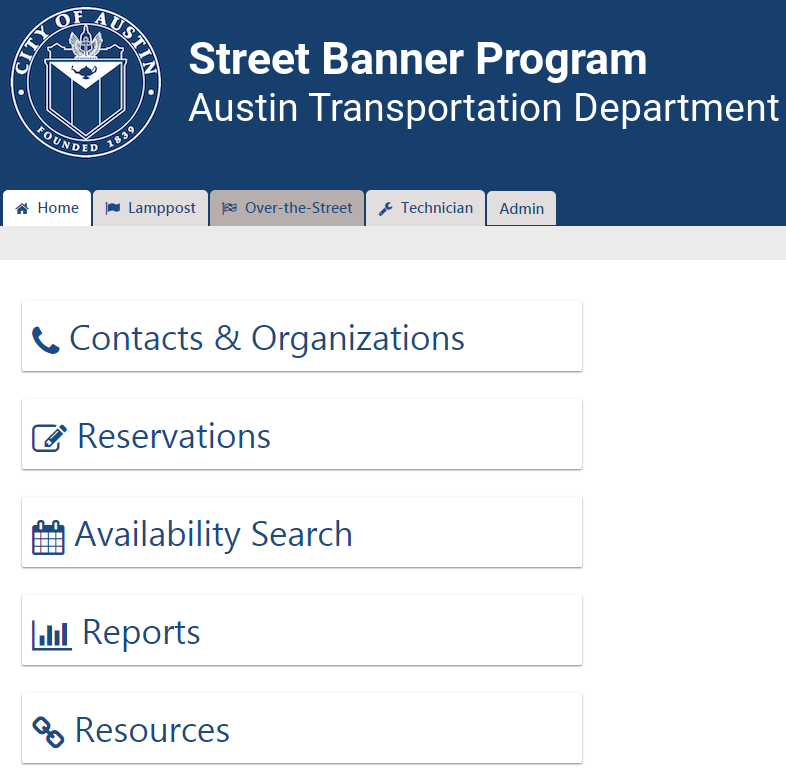 CITY OF AUSTIN
FOUNDED 1839
Street Banner Program
Austin Transportation Department
Home Lamppost Over-the-Street Technician Admin
Contacts & Organizations
Reservations
Availability Search
Reports
Resources